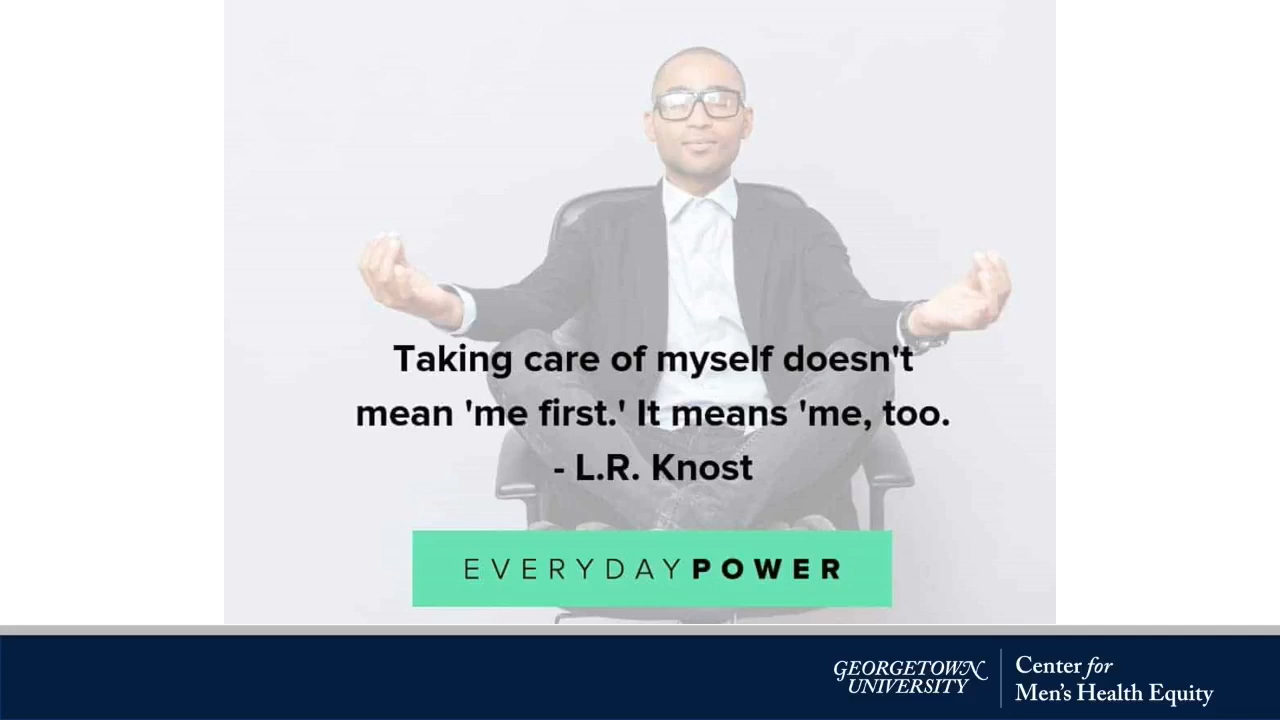 Taking care of myself doesn't
mean 'me first.' It means 'me, too.
- L.R. Knost
EVERYDAYPOWER
GEORGETOWN
UNIVERSITY
Center for
Men's Health Equity